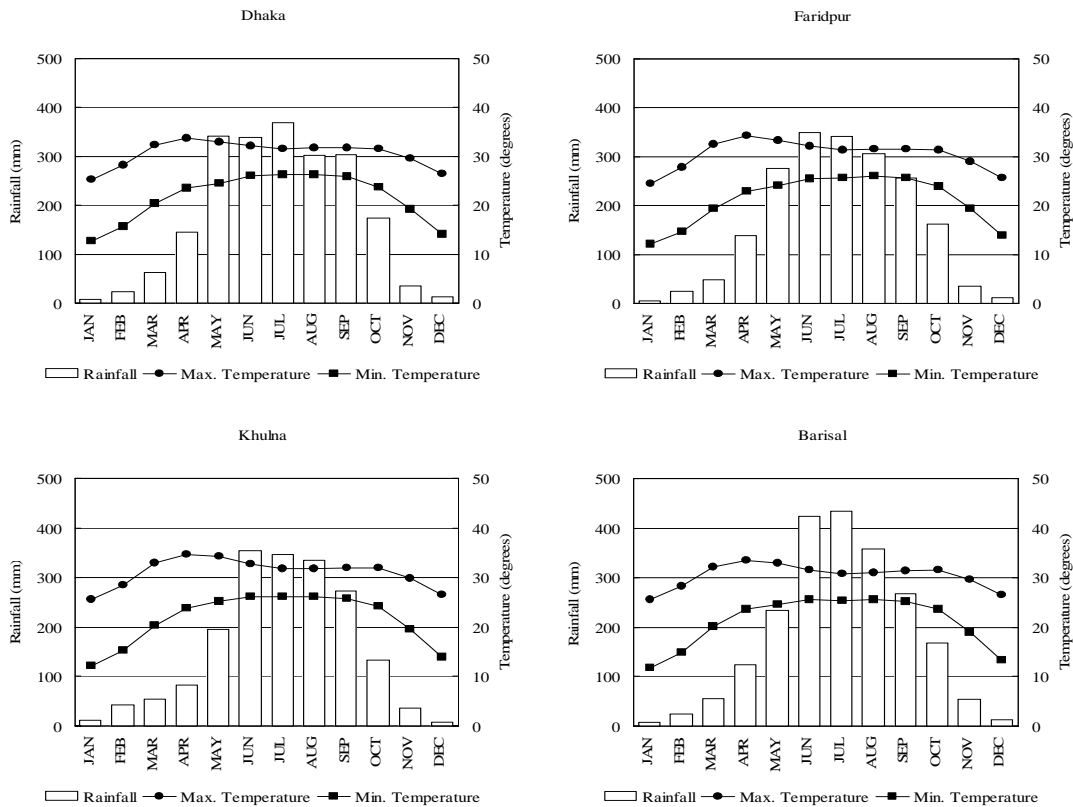 Dhaka
500
400
300
200
100
0
Rainfall (mm)
50
40
30
20
10
0
Temperature (degrees)
JAN
FEB
MAR
APR
MAY
JUN
JUL
AUG
SEP
OCT
NOV
DEC
Rainfall Max. Temperature Min. Temperature
Faridpur
500
400
300
200
100
0
Rainfall (mm)
50
40
30
20
10
0
Temperature (degrees)
JAN
FEB
MAR
APR
MAY
JUN
JUL
AUG
SEP
OCT
NOV
DEC
Rainfall Max. Temperature Min. Temperature
Khulna
500
400
300
200
100
0
Rainfall (mm)
50
40
30
20
10
0
Temperature (degrees)
JAN
FEB
MAR
APR
MAY
JUN
JUL
AUG
SEP
OCT
NOV
DEC
Rainfall Max. Temperature Min. Temperature
Barisal
500
400
300
200
100
0
Rainfall (mm)
50
40
30
20
10
0
Temperature (degrees)
JAN
FEB
MAR
APR
MAY
JUN
JUL
AUG
SEP
OCT
NOV
DEC
Rainfall Max. Temperature Min. Temperature